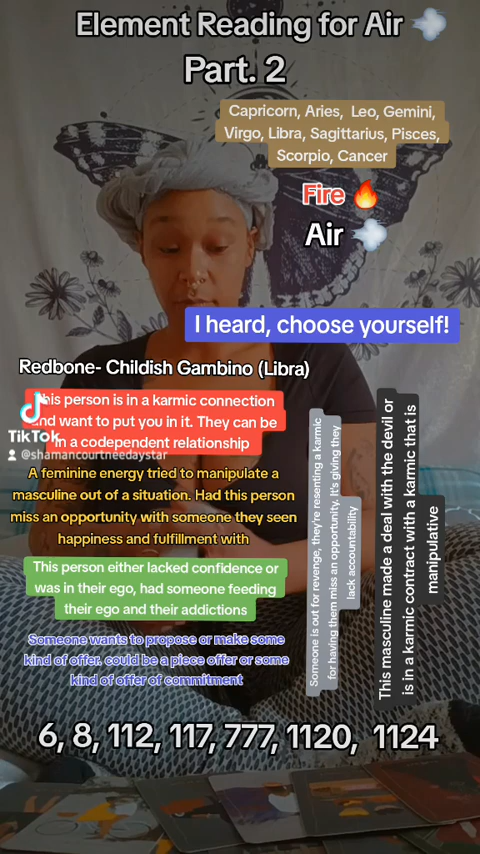 Element Reading for Air 💨
Part. 2
Capricorn, Aries, Leo, Gemini,
Virgo, Libra, Sagittarius, Pisces,
Scorpio, Cancer
Fire 🔥
Air 💨
I heard, choose yourself!
Redbone- Childish Gambino (Libra)
This person is in a karmic connection
and want to put you in it. They can be
in a codependent relationship
TikTok
@shamancourtneedaystar
A feminine energy tried to manipulate a
masculine out of a situation. Had this person
miss an opportunity with someone they seen
happiness and fulfillment with
This person either lacked confidence or
was in their ego, had someone feeding
their ego and their addictions
Someone wants to propose or make some
kind of offer, could be a piece offer or some
kind of offer of commitment
Someone is out for revenge, they're resenting a karmic
for having them miss an opportunity. It's giving they
lack accountability
This masculine made a deal with the devil or
is in a karmic contract with a karmic that is
manipulative
6, 8, 112, 117, 777, 1120, 1124